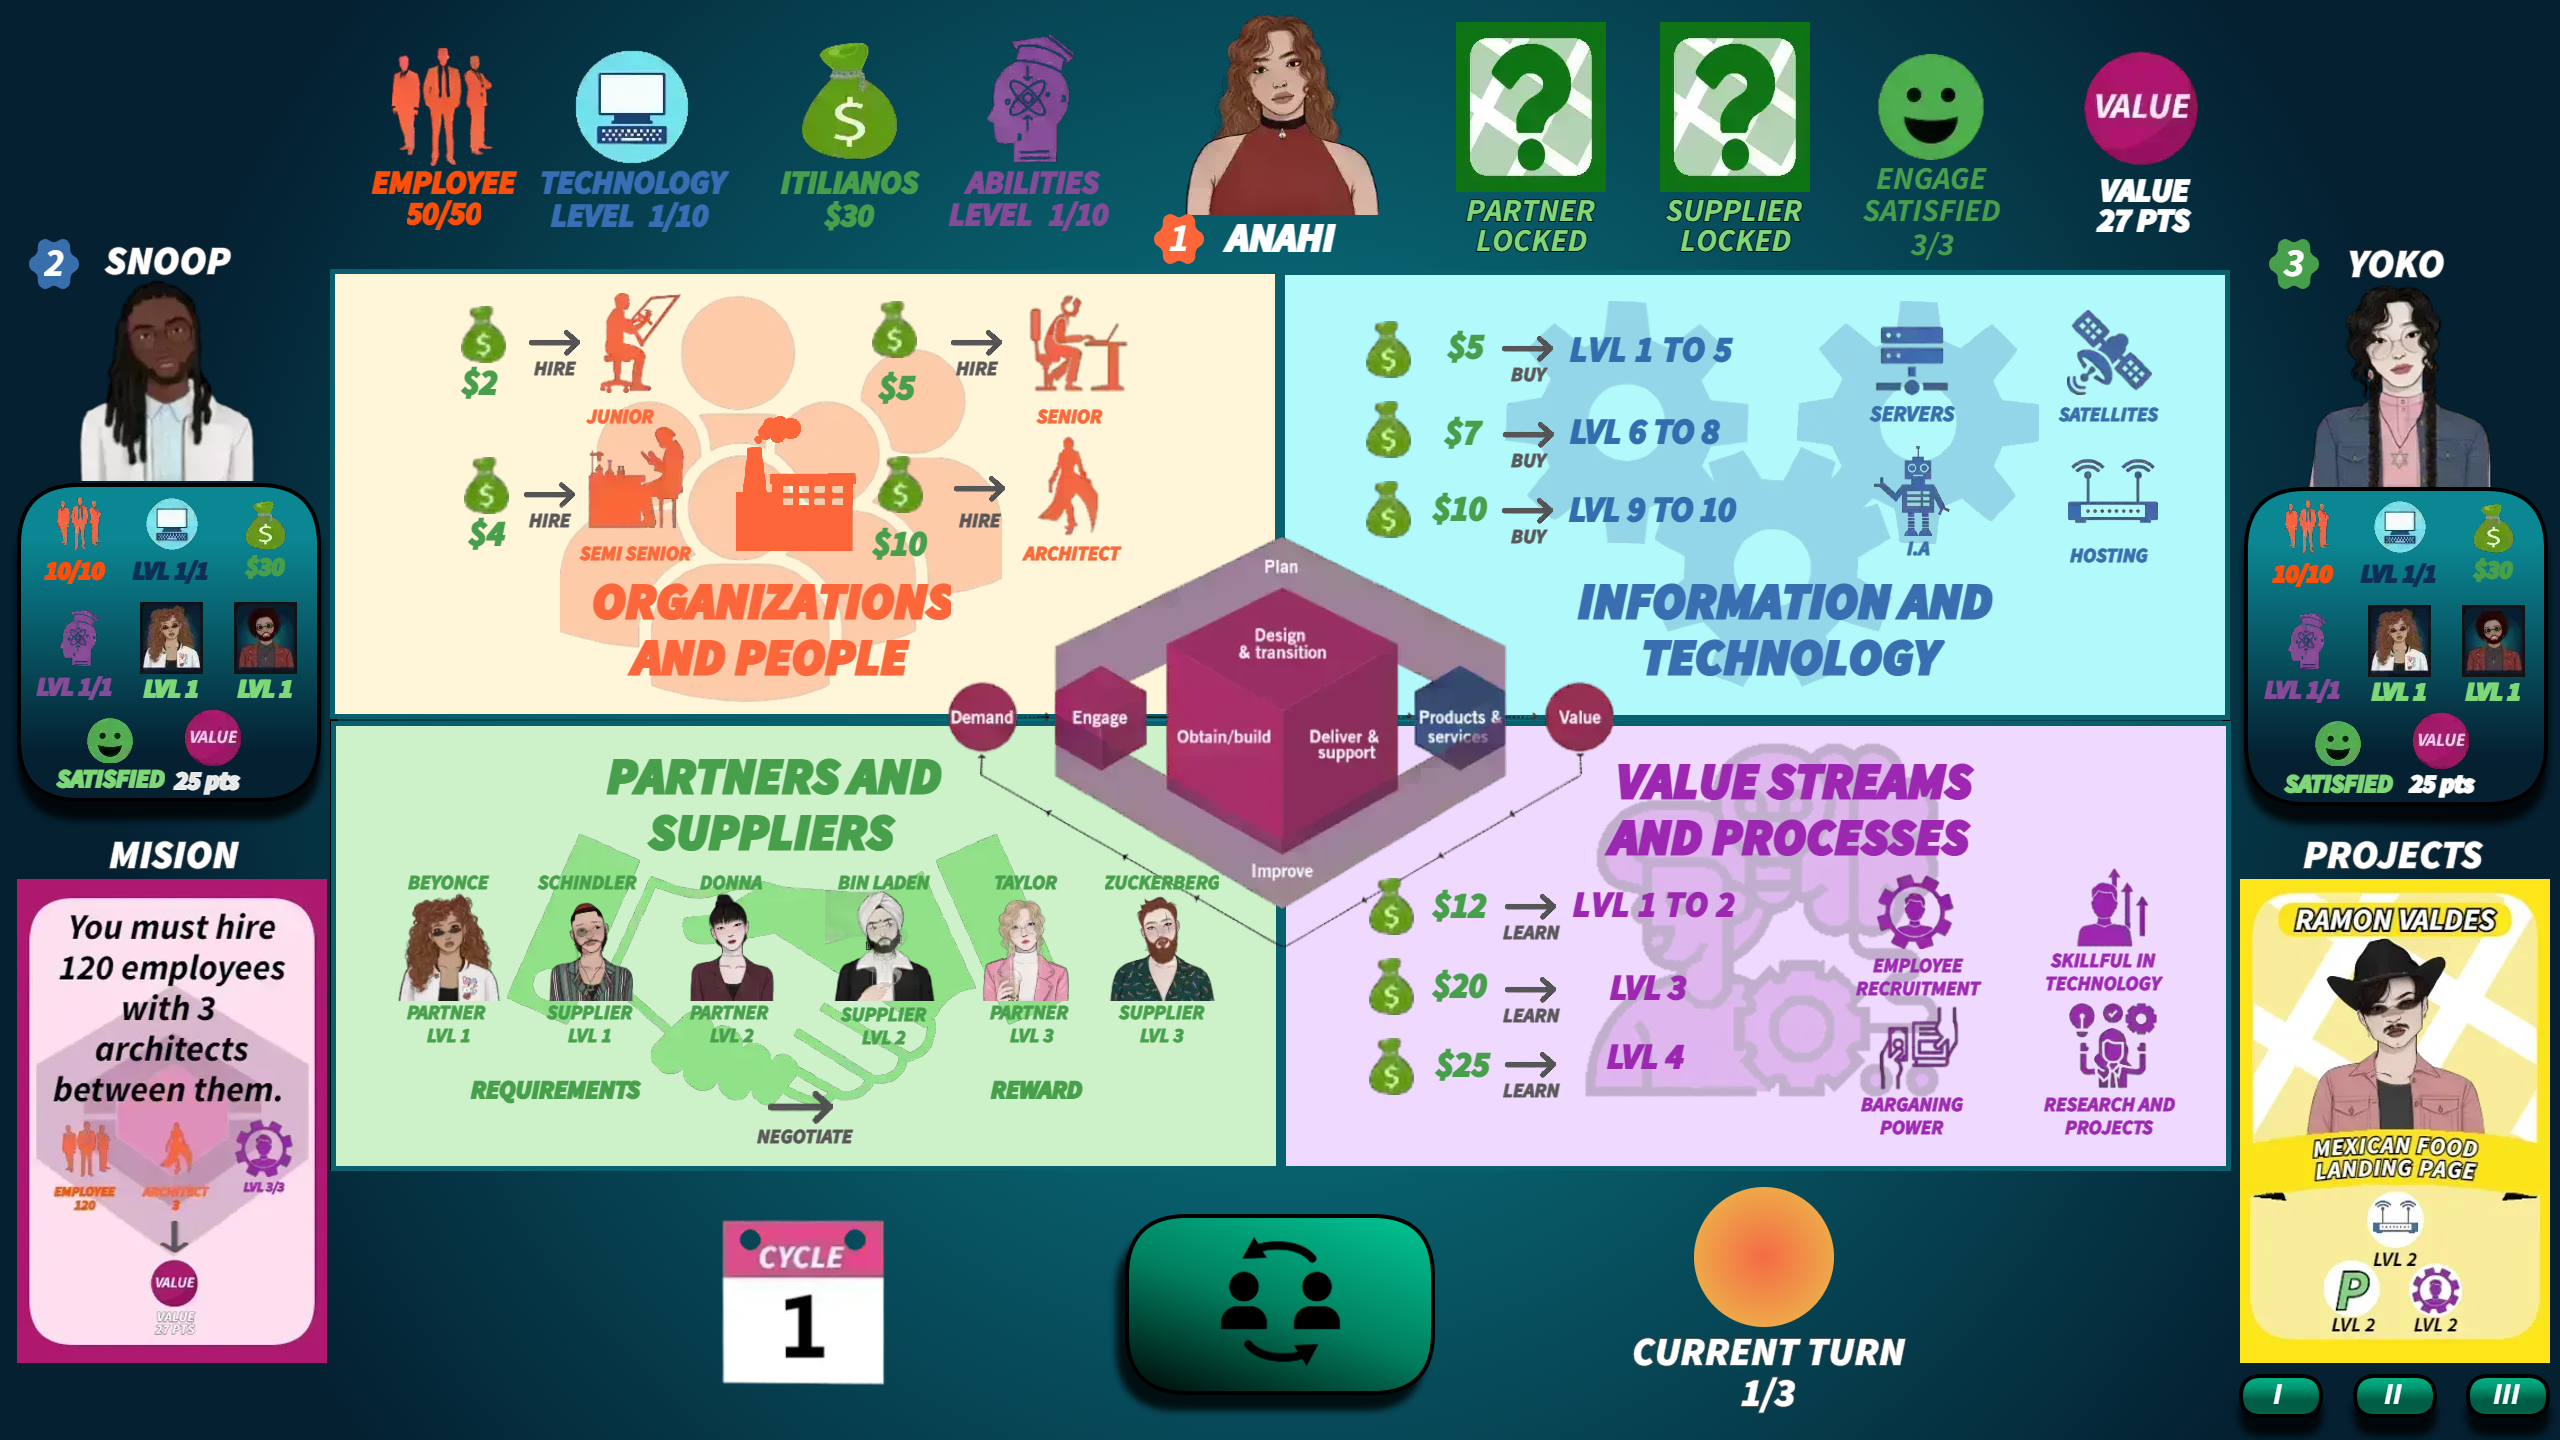 EMPLOYEE
50/50
TECHNOLOGY
LEVEL 1/10
$
ITILIANOS
$30
ABILITIES
LEVEL 1/10
1 ANAHI
?
PARTNER
LOCKED
?
SUPPLIER
LOCKED
ENGAGE
SATISFIED
3/3
VALUE
VALUE
27 PTS
2 SNOOP
10/10
LVL 1/1
$30
LVL 1/1
LVL 1
LVL 1
SATISFIED
VALUE
25 pts
3 YOKO
10/10
LVL 1/1
$30
LVL 1/1
LVL 1
LVL 1
SATISFIED
VALUE
25 pts
$2
HIRE
JUNIOR
$5
HIRE
SENIOR
$4
HIRE
SEMI SENIOR
$10
HIRE
ARCHITECT
ORGANIZATIONS
AND PEOPLE
$5
BUY
LVL 1 TO 5
$7
BUY
LVL 6 TO 8
$10
BUY
LVL 9 TO 10
SERVERS
SATELLITES
I.A
HOSTING
INFORMATION AND
TECHNOLOGY
Plan
Design
& transition
Demand
Engage
Obtain/build
Deliver &
support
Products &
services
Value
Improve
PARTNERS AND
SUPPLIERS
BEYONCE
PARTNER
LVL 1
SCHINDLER
SUPPLIER
LVL 1
DONNA
PARTNER
LVL 2
BIN LADEN
SUPPLIER
LVL 2
TAYLOR
PARTNER
LVL 3
ZUCKERBERG
SUPPLIER
LVL 3
REQUIREMENTS
NEGOTIATE
REWARD
VALUE STREAMS
AND PROCESSES
$12
LEARN
LVL 1 TO 2
$20
LEARN
LVL 3
$25
LEARN
LVL 4
EMPLOYEE
RECRUITMENT
SKILLFUL IN
TECHNOLOGY
BARGANING
POWER
RESEARCH AND
PROJECTS
MISION
You must hire
120 employees
with 3
architects
between them.
EMPLOYEE
120
ARCHITECT
3
LVL 3/3
VALUE
VALUE
27 PTS
PROJECTS
RAMON VALDES
MEXICAN FOOD
LANDING PAGE
LVL 2
P
LVL 2
LVL 2
I
II
III
CYCLE
1
CURRENT TURN
1/3